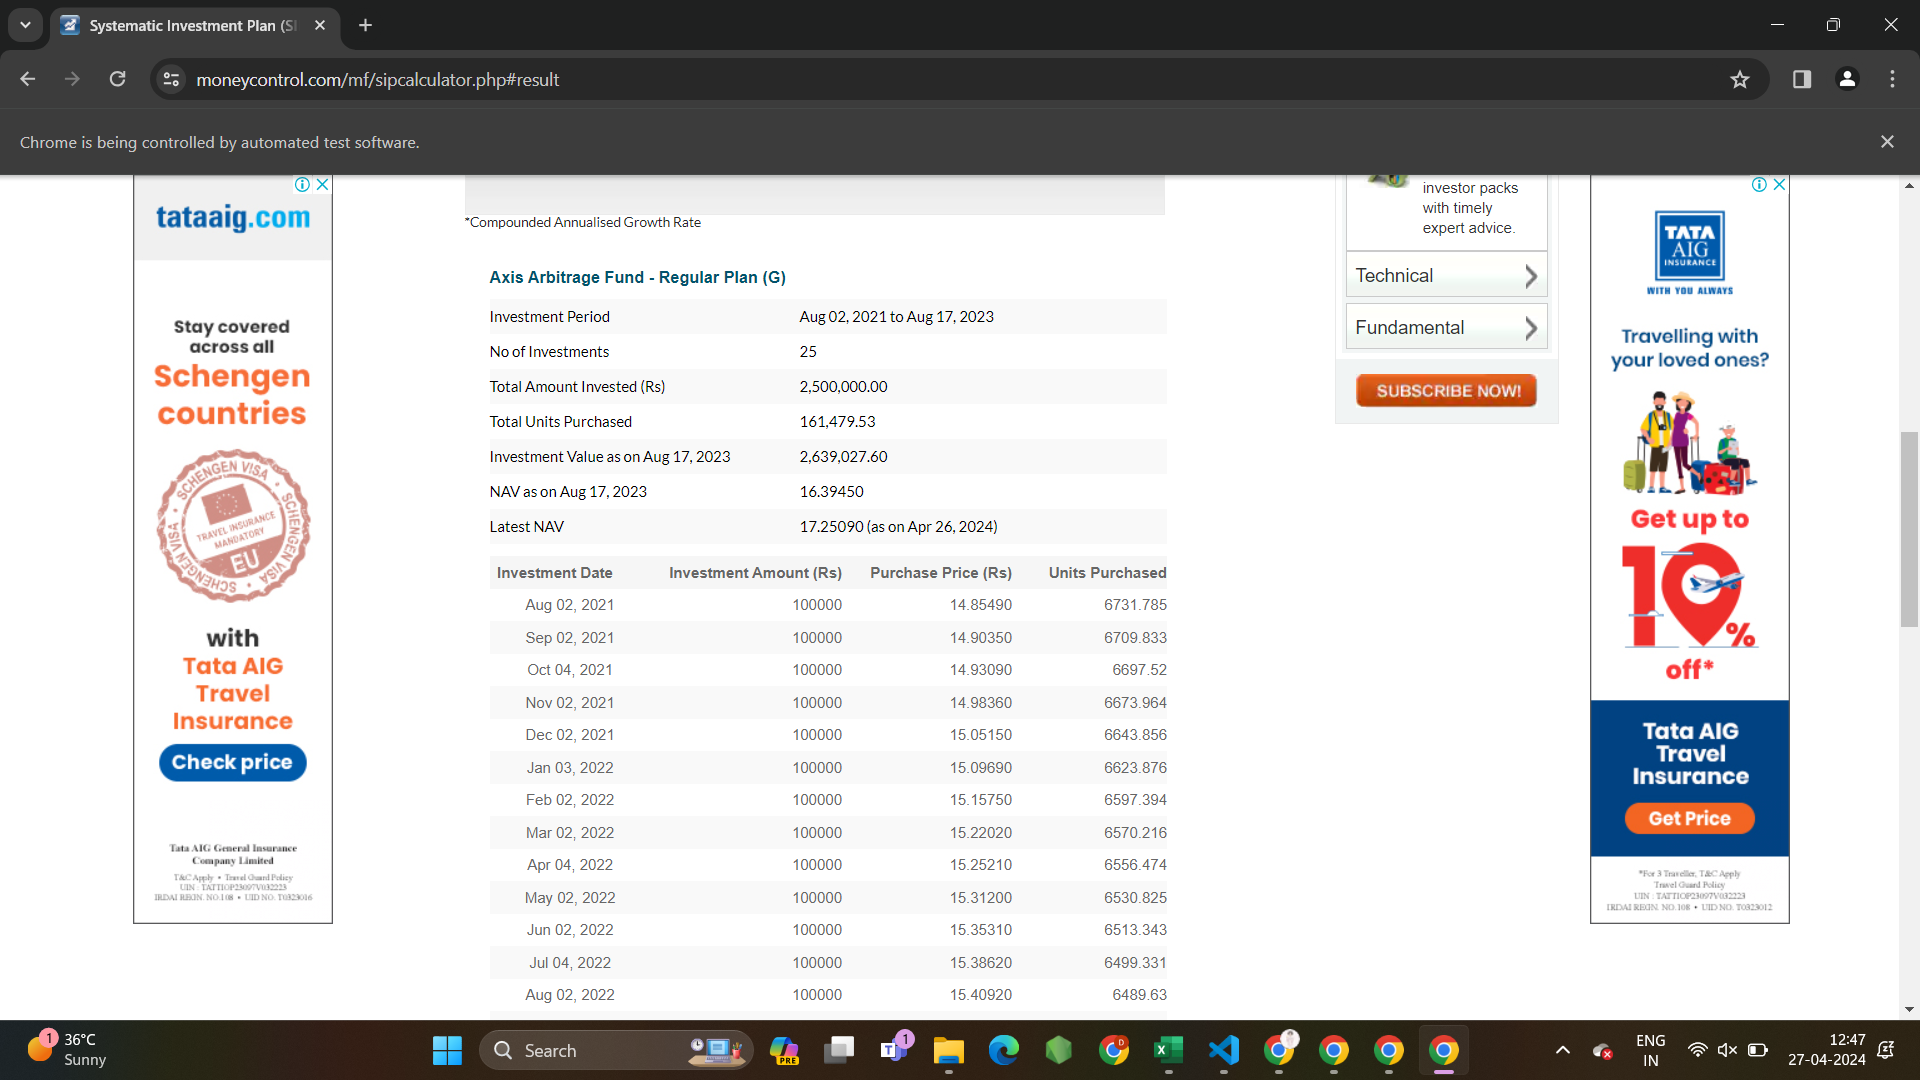 Systematic Investment Plan (SI
moneycontrol.com/mf/sipcalculator.php#result
Chrome is being controlled by automated test software.
tataaig.com
Stay covered
across all
Schengen
countries
SCHENGEN VISA
TRAVEL INSURANCE
MANDATORY
EU
with
Tata AIG
Travel
Insurance
Check price
Tata AIG General Insurance
Company Limited
T&C Apply • Travel Guard Policy
UIN : TATTIOP23097V032223
IRDAI REGN. NO.108 • UID NO. T0323016
*Compounded Annualised Growth Rate
Axis Arbitrage Fund - Regular Plan (G)
Investment Period Aug 02, 2021 to Aug 17, 2023
No of Investments 25
Total Amount Invested (Rs) 2,500,000.00
Total Units Purchased 161,479.53
Investment Value as on Aug 17, 2023 2,639,027.60
NAV as on Aug 17, 2023 16.39450
Latest NAV 17.25090 (as on Apr 26, 2024)
Investment Date Investment Amount (Rs) Purchase Price (Rs) Units Purchased
Aug 02, 2021 100000 14.85490 6731.785
Sep 02, 2021 100000 14.90350 6709.833
Oct 04, 2021 100000 14.93090 6697.52
Nov 02, 2021 100000 14.98360 6673.964
Dec 02, 2021 100000 15.05150 6643.856
Jan 03, 2022 100000 15.09690 6623.876
Feb 02, 2022 100000 15.15750 6597.394
Mar 02, 2022 100000 15.22020 6570.216
Apr 04, 2022 100000 15.25210 6556.474
May 02, 2022 100000 15.31200 6530.825
Jun 02, 2022 100000 15.35310 6513.343
Jul 04, 2022 100000 15.38620 6499.331
Aug 02, 2022 100000 15.40920 6489.63
investor packs
with timely
expert advice.
Technical
Fundamental
SUBSCRIBE NOW!
TATA
AIG
INSURANCE
WITH YOU ALWAYS
Travelling with
your loved ones?
Get up to
10%
off*
Tata AIG
Travel
Insurance
Get Price
*For 3 Traveller, T&C Apply
Travel Guard Policy
UIN : TATTIOP23097V032223
IRDAI REGN. NO.108 • UID NO. T0323012
1
36°C
Sunny
Search
PRE
T
1
D
X
ENG
IN
12:47
27-04-2024